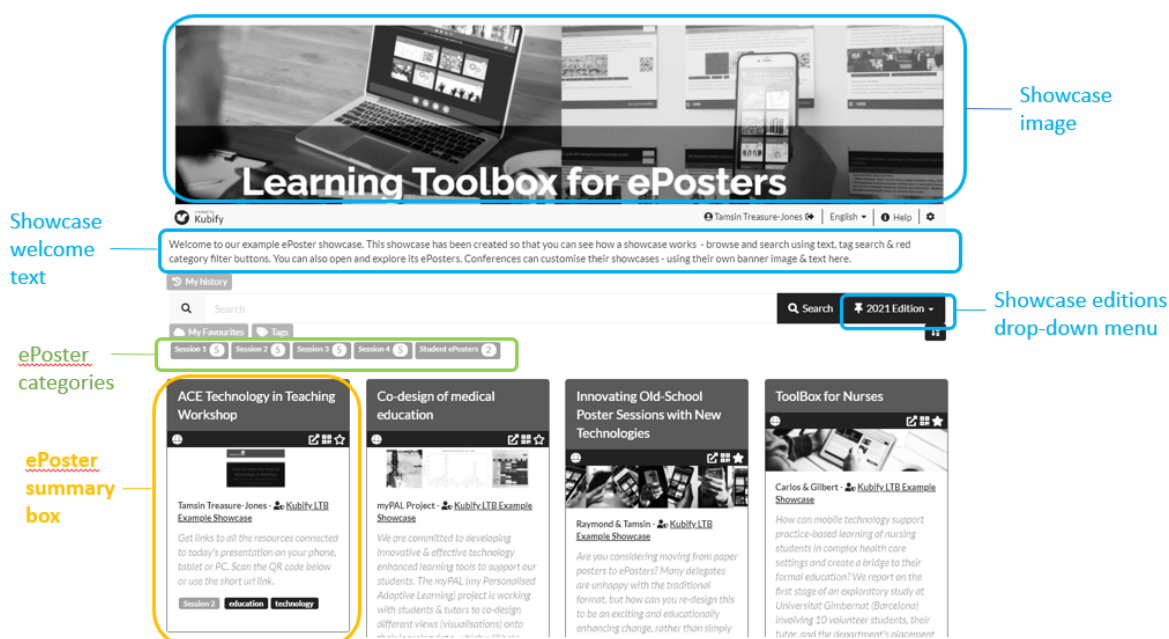 Learning Toolbox for ePosters
Showcase
image
created by
Kubify
Tamsin Treasure-Jones
English
Help
Showcase
welcome
text
Welcome to our example ePoster showcase. This showcase has been created so that you can see how a showcase works - browse and search using text, tag search & red
category filter buttons. You can also open and explore its ePosters. Conferences can customise their showcases - using their own banner image & text here.
My history
Search
Search
2021 Edition
Showcase editions
drop-down menu
My Favourites
Tags
Session 1 5
Session 2 5
Session 3 5
Session 4 5
Student ePosters 2
ePoster
categories
ePoster
summary
box
ACE Technology in Teaching
Workshop
Tamsin Treasure-Jones - Kubify LTB
Example Showcase
Get links to all the resources connected
to today's presentation on your phone,
tablet or PC. Scan the QR code below
or use the short url link.
Session 2 education technology
Co-design of medical
education
myPAL Project - Kubify LTB Example
Showcase
We are committed to developing
innovative & effective technology
enhanced learning tools to support our
students. The myPAL (my Personalised
Adaptive Learning) project is working
with students & tutors to co-design
different views (visualisations) onto
Innovating Old-School
Poster Sessions with New
Technologies
Raymond & Tamsin - Kubify LTB
Example Showcase
Are you considering moving from paper
posters to ePosters? Many delegates
are unhappy with the traditional
format, but how can you re-design this
to be an exciting and educationally
enhancing change, rather than simply
ToolBox for Nurses
Carlos & Gilbert - Kubify LTB Example
Showcase
How can mobile technology support
practice-based learning of nursing
students in complex health care
settings and create a bridge to their
formal education? We report on the
first stage of an exploratory study at
Universitat Gimbernat (Barcelona)
involving 10 volunteer students, their
tutor, and the department's placement